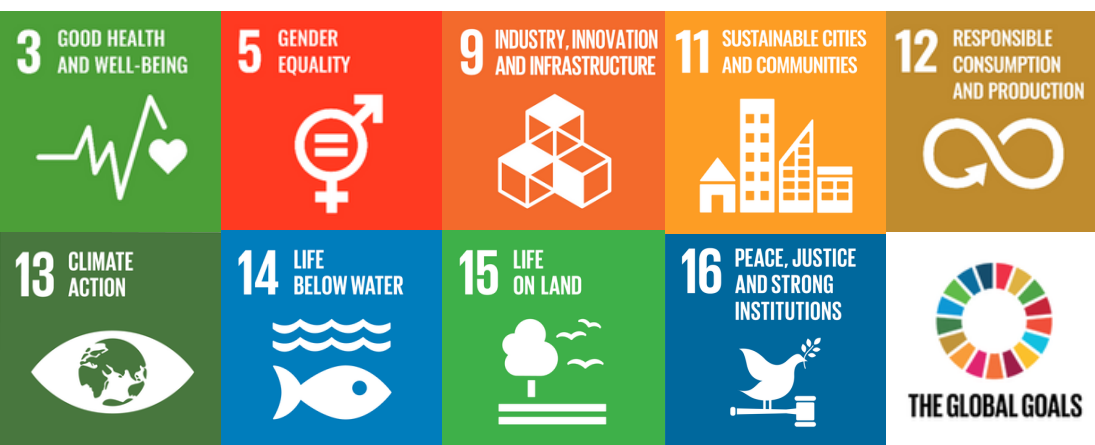 3 GOOD HEALTH
AND WELL-BEING
5 GENDER
EQUALITY
9 INDUSTRY, INNOVATION
AND INFRASTRUCTURE
11 SUSTAINABLE CITIES
AND COMMUNITIES
12 RESPONSIBLE
CONSUMPTION
AND PRODUCTION
13 CLIMATE
ACTION
14 LIFE
BELOW WATER
15 LIFE
ON LAND
16 PEACE, JUSTICE
AND STRONG
INSTITUTIONS
THE GLOBAL GOALS